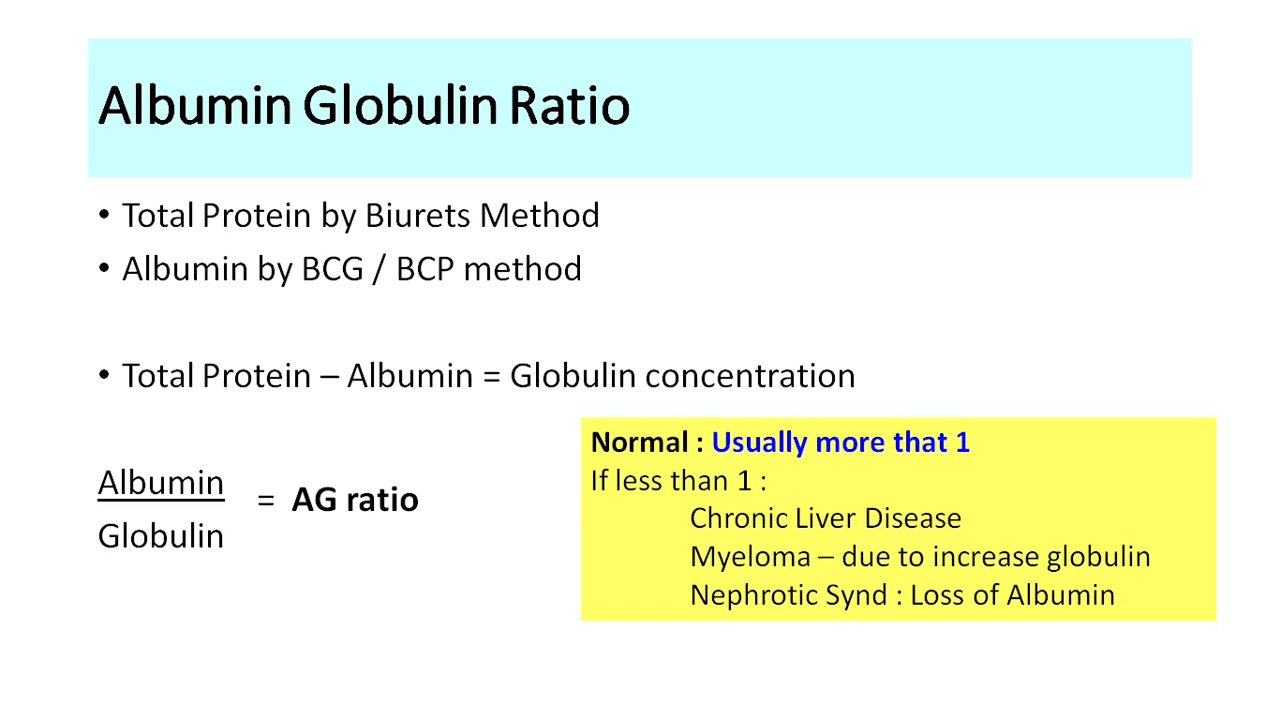 Albumin Globulin Ratio
• Total Protein by Biurets Method
• Albumin by BCG / BCP method
• Total Protein – Albumin = Globulin concentration
Albumin
= AG ratio
Globulin
Normal : Usually more that 1
If less than 1 :
Chronic Liver Disease
Myeloma – due to increase globulin
Nephrotic Synd : Loss of Albumin